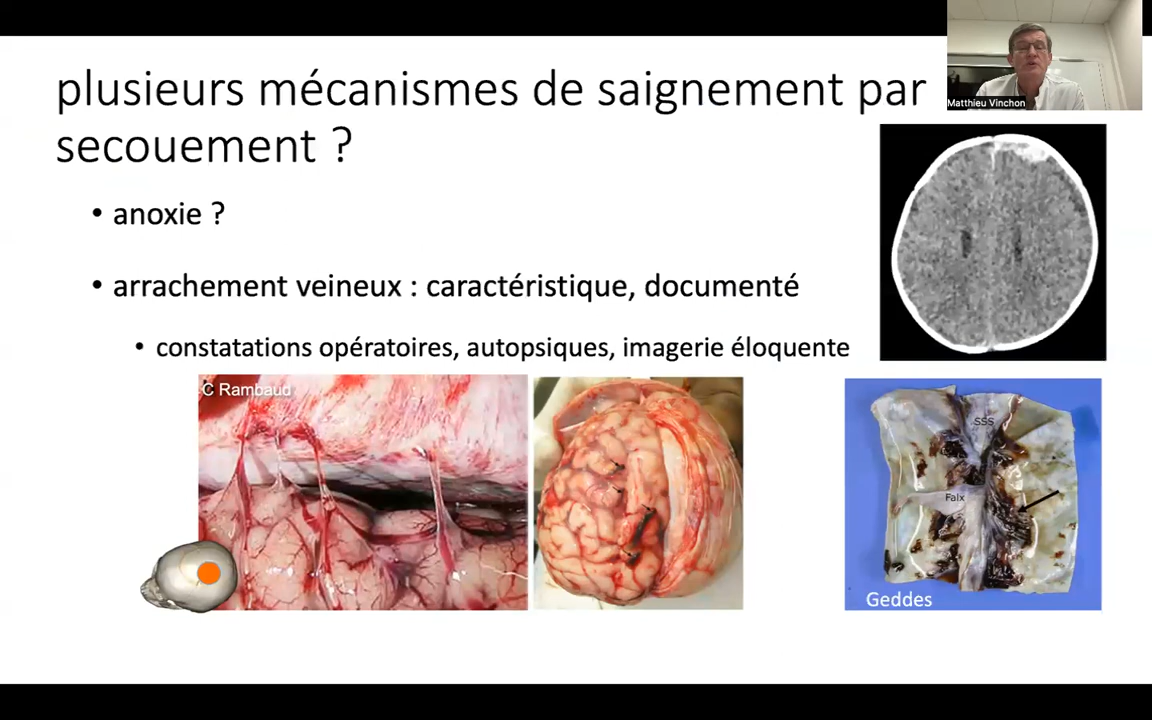 plusieurs mécanismes de saignement par
secouement ?
Matthieu Vinchon
• anoxie ?
• arrachement veineux : caractéristique, documenté
• constatations opératoires, autopsiques, imagerie éloquente
C Rambaud
SSS
Falx
Geddes